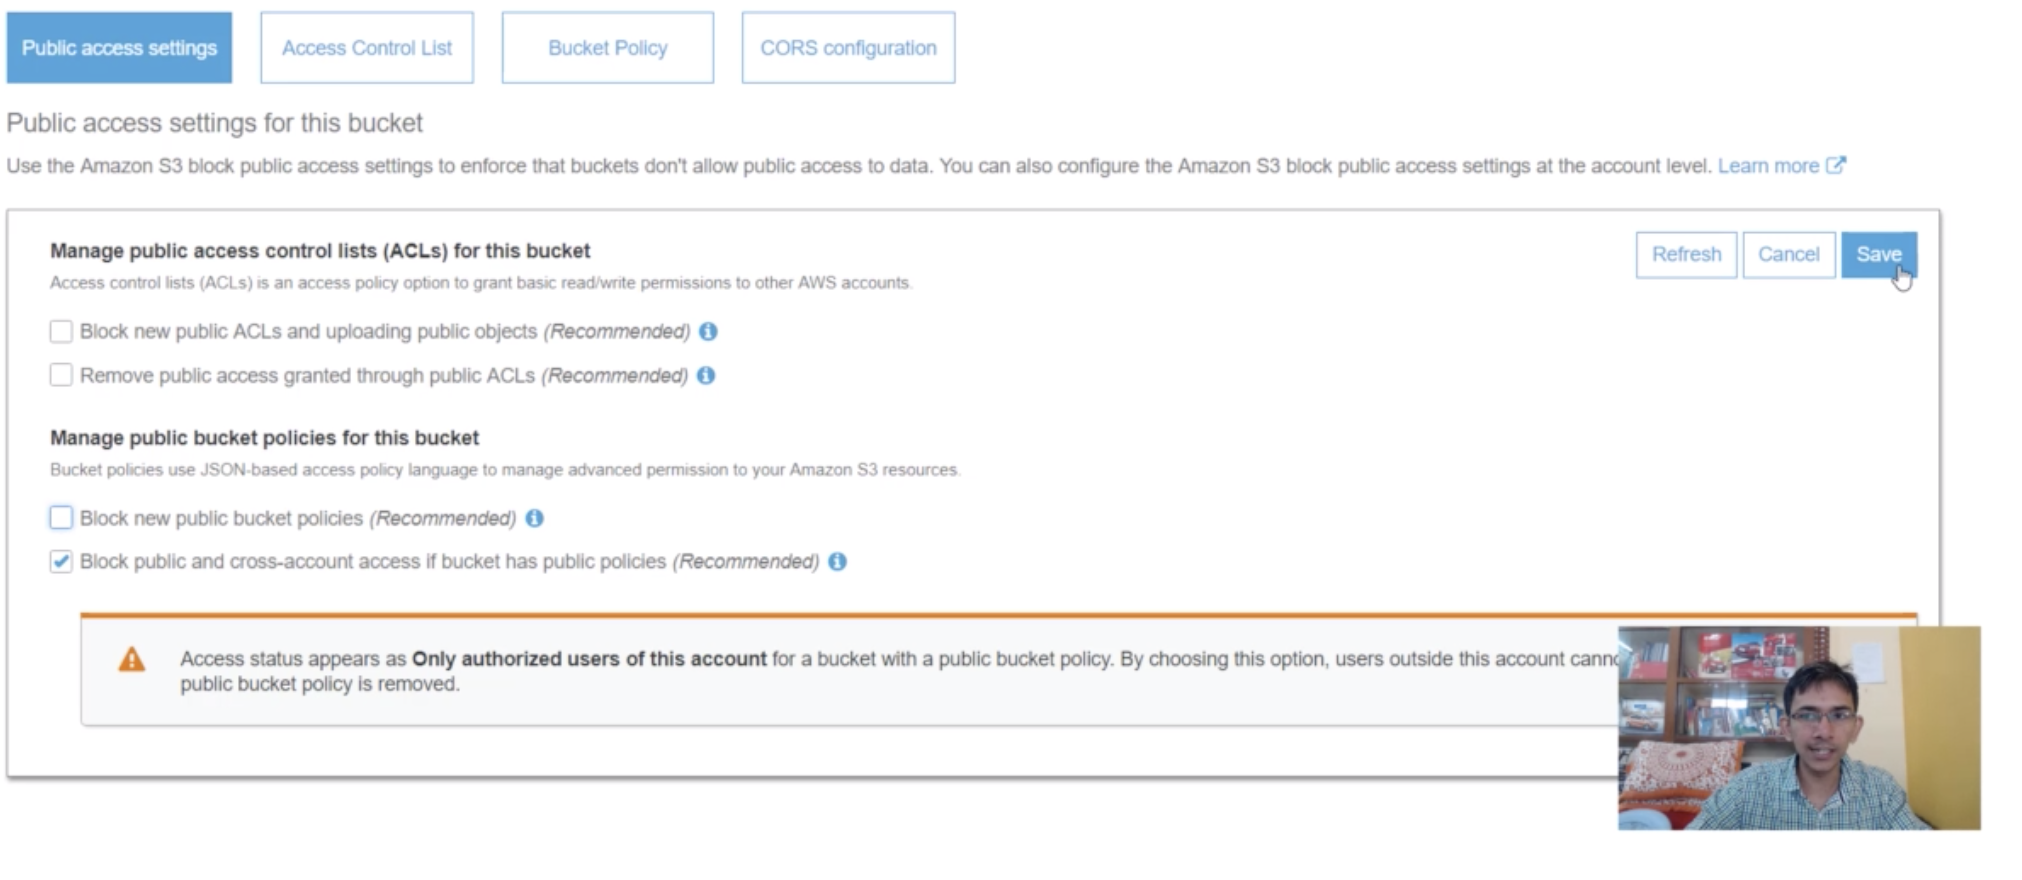 Public access settings
Access Control List
Bucket Policy
CORS configuration
Public access settings for this bucket
Use the Amazon S3 block public access settings to enforce that buckets don't allow public access to data. You can also configure the Amazon S3 block public access settings at the account level. Learn more
Manage public access control lists (ACLs) for this bucket
Refresh
Cancel
Save
Access control lists (ACLs) is an access policy option to grant basic read/write permissions to other AWS accounts.
Block new public ACLs and uploading public objects (Recommended)
Remove public access granted through public ACLs (Recommended)
Manage public bucket policies for this bucket
Bucket policies use JSON-based access policy language to manage advanced permission to your Amazon S3 resources.
Block new public bucket policies (Recommended)
Block public and cross-account access if bucket has public policies (Recommended)
Access status appears as Only authorized users of this account for a bucket with a public bucket policy. By choosing this option, users outside this account
public bucket policy is removed.